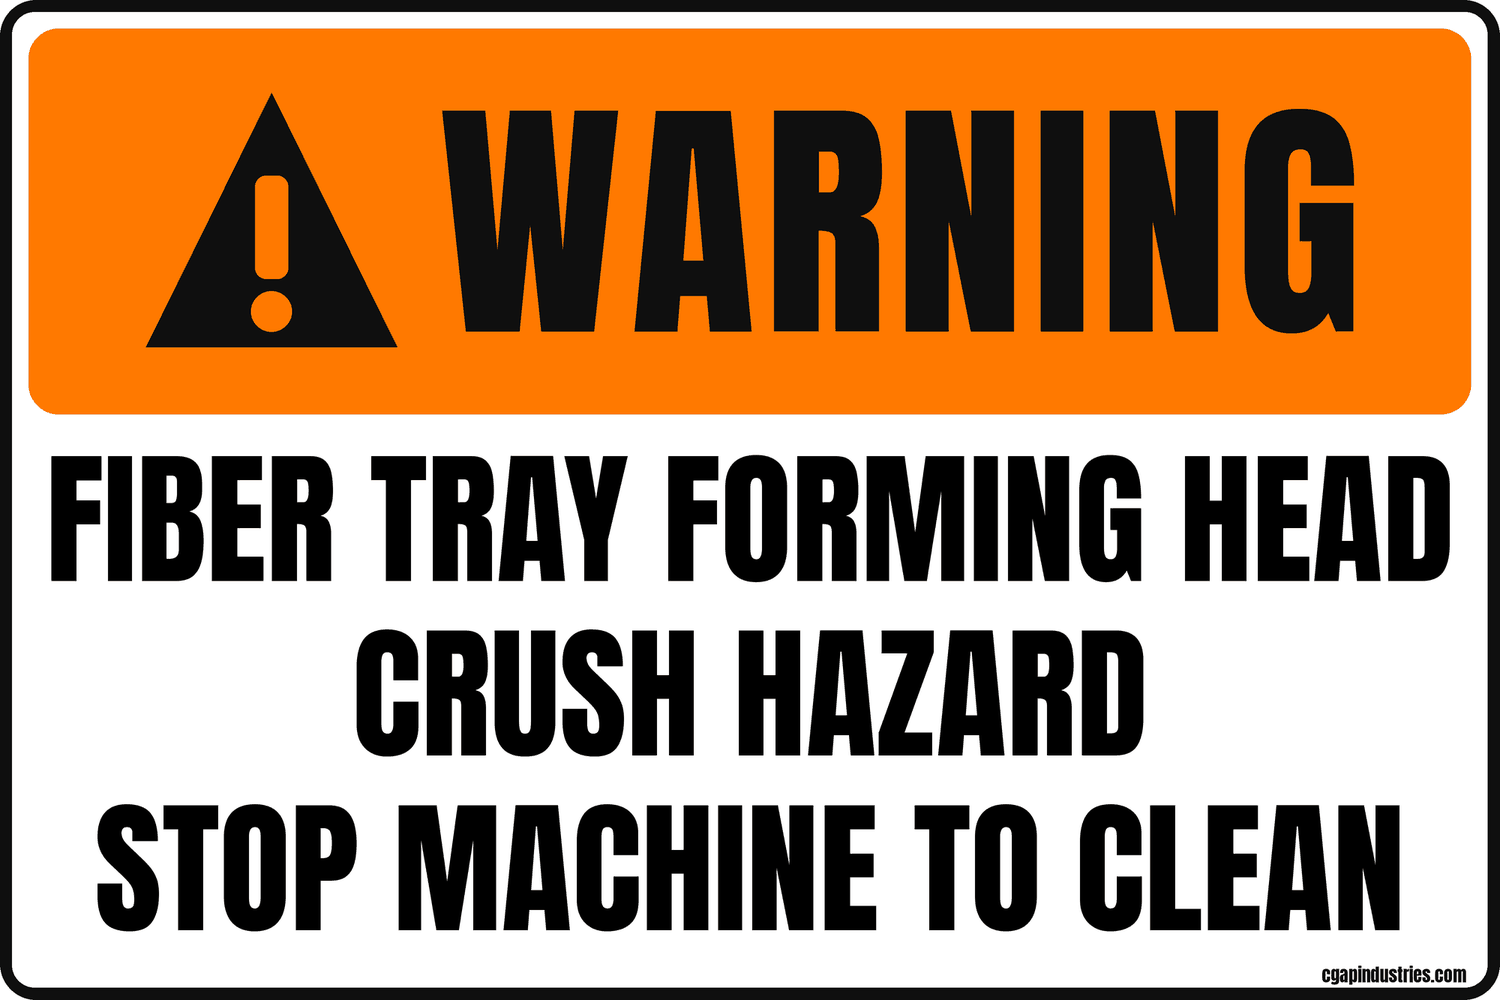 WARNING
FIBER TRAY FORMING HEAD
CRUSH HAZARD
STOP MACHINE TO CLEAN
cgapindustries.com